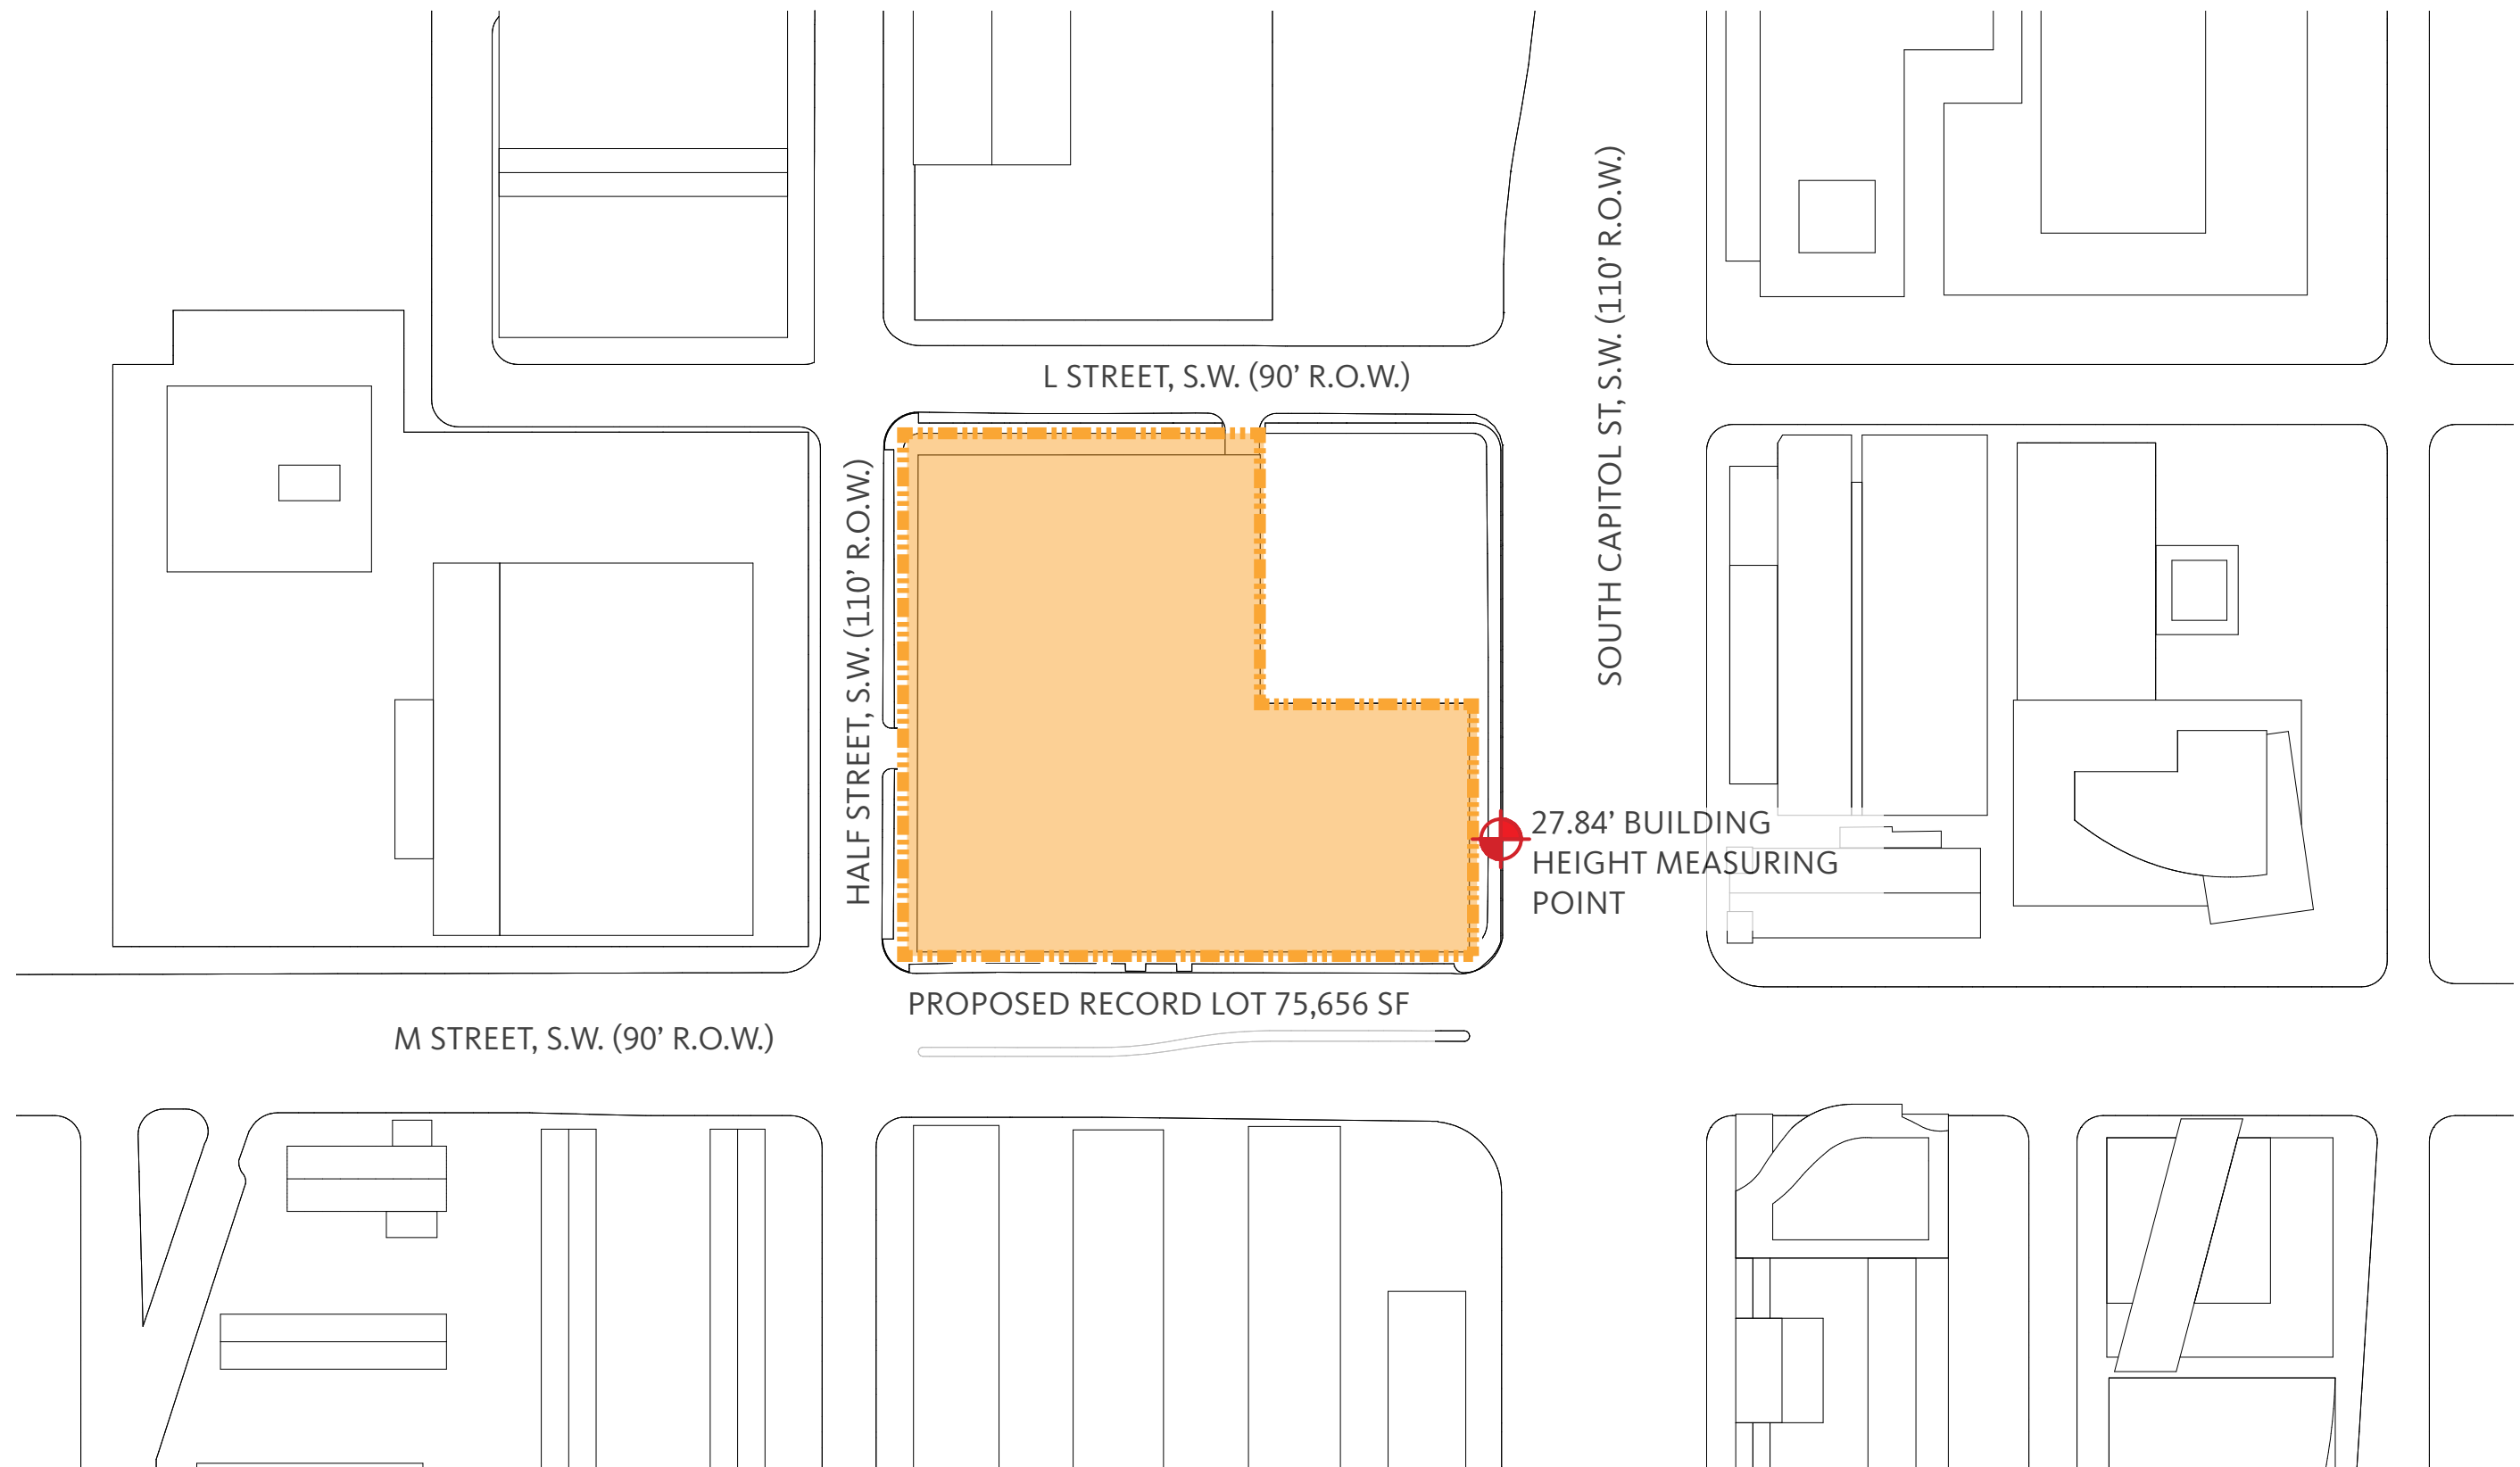 L STREET, S.W. (90’ R.O.W.)
SOUTH CAPITOL ST, S.W. (110’ R.O.W.)
HALF STREET, S.W. (110’ R.O.W.)
27.84’ BUILDING
HEIGHT MEASURING
POINT
PROPOSED RECORD LOT 75,656 SF
M STREET, S.W. (90’ R.O.W.)